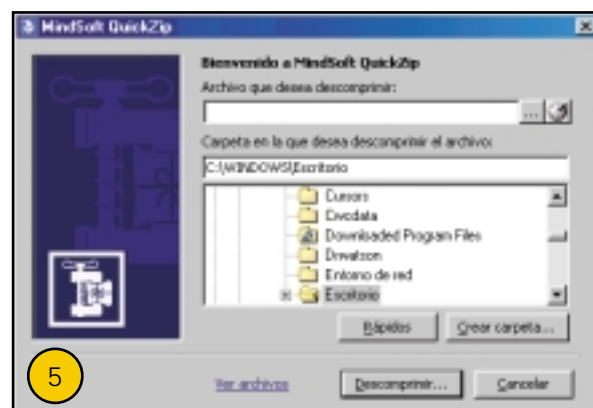 MindSoft QuickZip
Bienvenido a MindSoft QuickZip
Archivo que desea descomprimir:
...
Carpeta en la que desea descomprimir el archivo:
C:\WINDOWS\Escritorio
Cursors
Cwcdata
Downloaded Program Files
Drwatson
Entorno de red
Escritorio
Rápidos
Crear carpeta...
5
Ver archivos
Descomprimir...
Cancelar